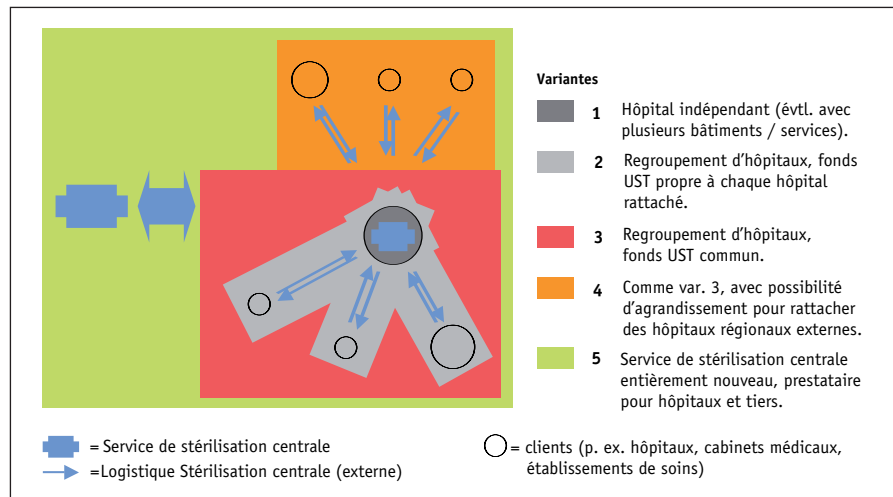 Variantes
1 Hôpital indépendant (évtl. avec
plusieurs bâtiments / services).
2 Regroupement d'hôpitaux, fonds
UST propre à chaque hôpital
rattaché.
3 Regroupement d'hôpitaux,
fonds UST commun.
4 Comme var. 3, avec possibilité
d'agrandissement pour rattacher
des hôpitaux régionaux externes.
5 Service de stérilisation centrale
entièrement nouveau, prestataire
pour hôpitaux et tiers.
= Service de stérilisation centrale
=Logistique Stérilisation centrale (externe)
= clients (p. ex. hôpitaux, cabinets médicaux,
établissements de soins)